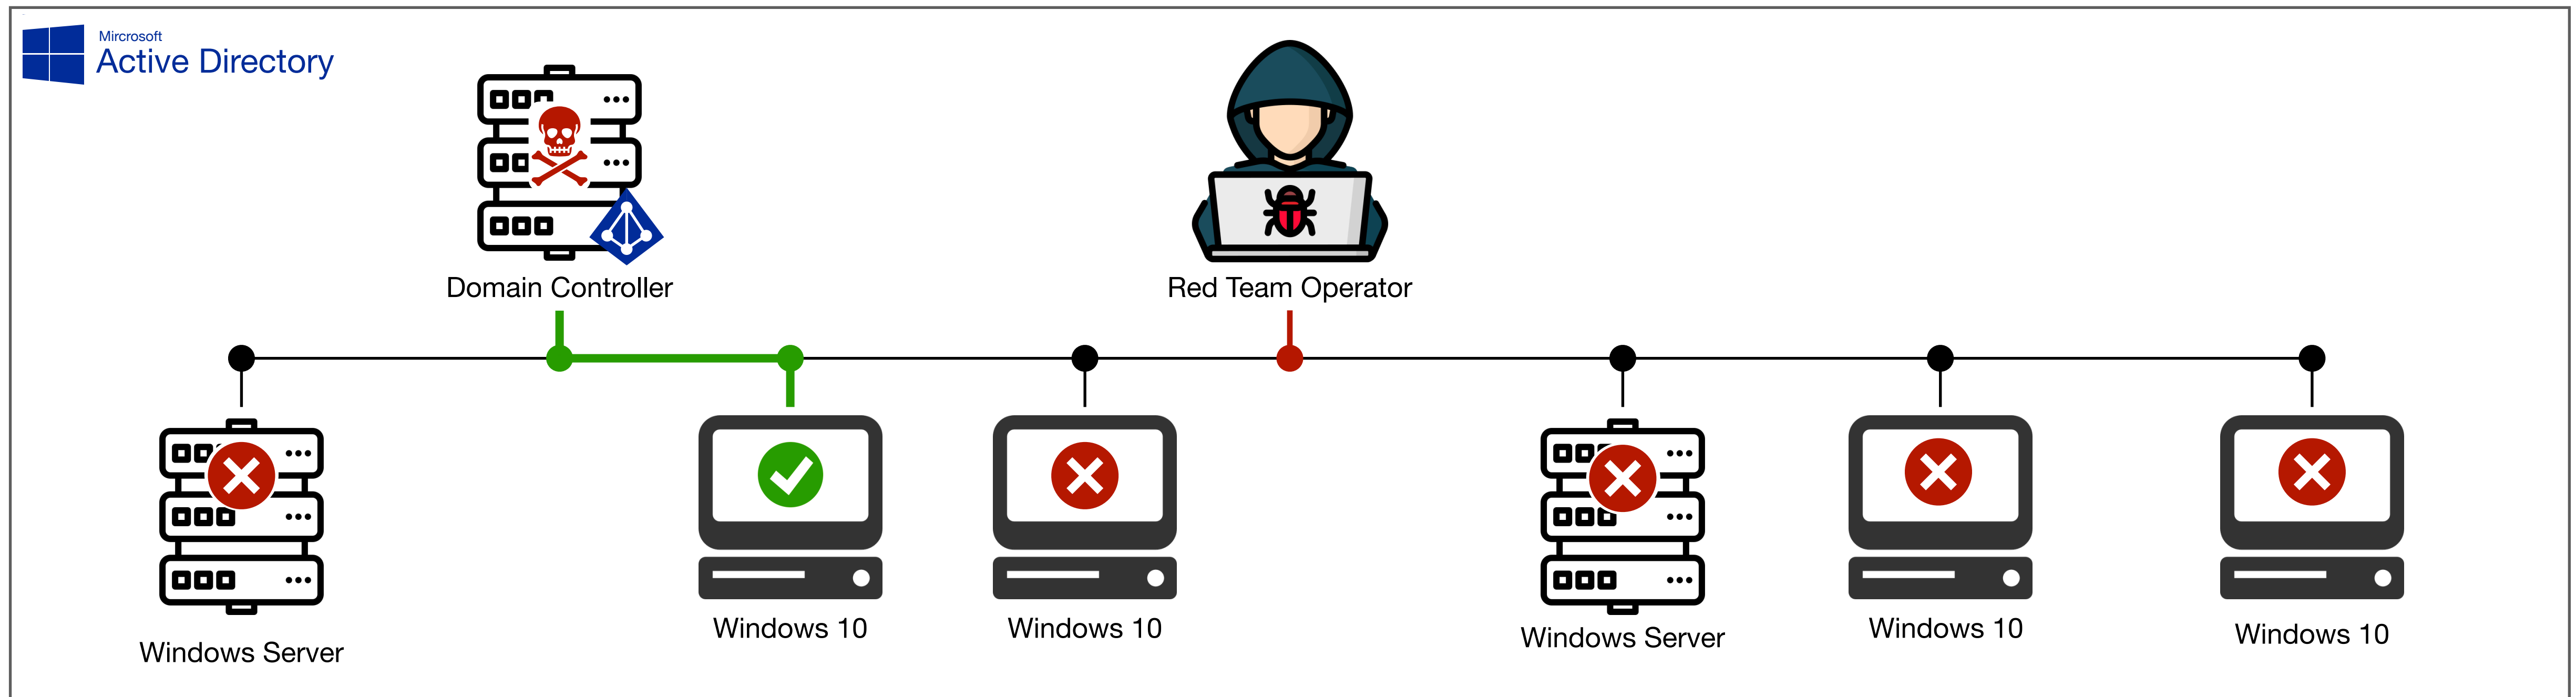 Mircrosoft
Active Directory
Domain Controller
Red Team Operator
Windows Server
Windows 10
Windows 10
Windows Server
Windows 10
Windows 10